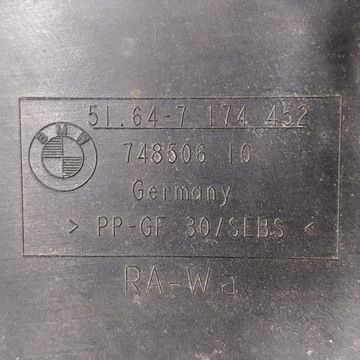 51.64-7 174 452
BMW
748506 10
Germany
> PP-GF 30/SEBS <
RA-Wa